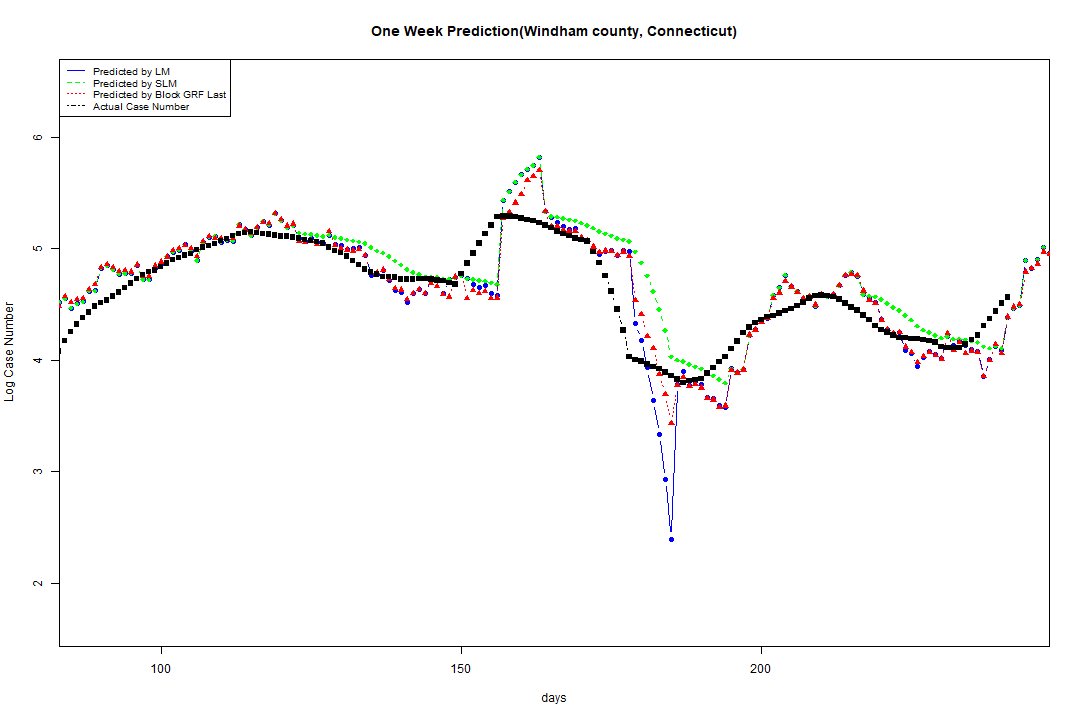 One Week Prediction(Windham county, Connecticut)
Predicted by LM
Predicted by SLM
Predicted by Block GRF Last
Actual Case Number
6
5
4
3
2
Log Case Number
100 150 200
days